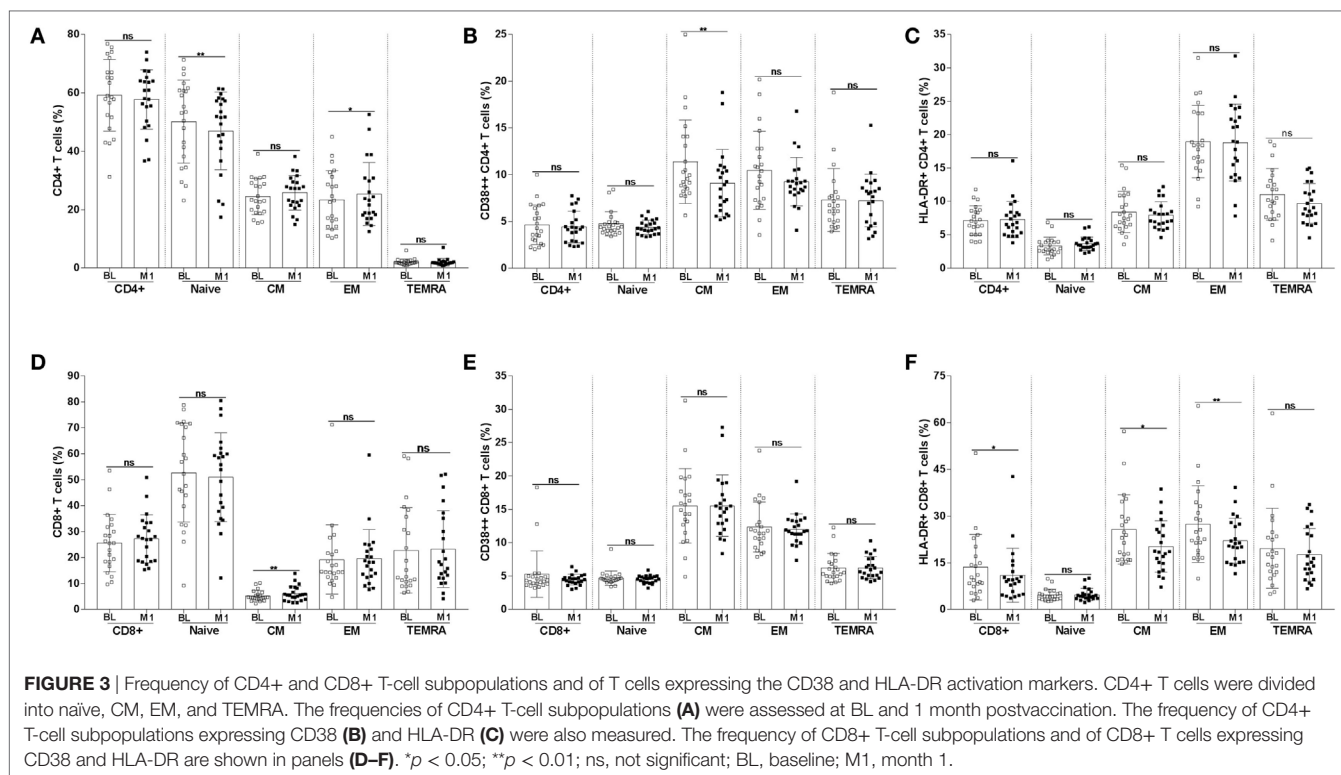 A
B
C
CD4+ T cells (%)
80
60
40
20
0
ns
**
ns
*
ns
BL M1 BL M1 BL M1 BL M1 BL M1
CD4+ Naive CM EM TEMRA
CD38++ CD4+ T cells (%)
25
20
15
10
5
0
ns
ns
**
ns
ns
BL M1 BL M1 BL M1 BL M1 BL M1
CD4+ Naive CM EM TEMRA
HLA-DR+ CD4+ T cells (%)
35
30
25
20
15
10
5
0
ns
ns
ns
ns
ns
BL M1 BL M1 BL M1 BL M1 BL M1
CD4+ Naive CM EM TEMRA
D
E
F
CD8+ T cells (%)
90
80
70
60
50
40
30
20
10
0
ns
ns
**
ns
ns
BL M1 BL M1 BL M1 BL M1 BL M1
CD8+ Naive CM EM TEMRA
CD38++ CD8+ T cells (%)
35
30
25
20
15
10
5
0
ns
ns
ns
ns
ns
BL M1 BL M1 BL M1 BL M1 BL M1
CD8+ Naive CM EM TEMRA
HLA-DR+ CD8+ T cells (%)
75
60
45
30
15
0
*
ns
*
**
ns
BL M1 BL M1 BL M1 BL M1 BL M1
CD8+ Naive CM EM TEMRA
FIGURE 3 | Frequency of CD4+ and CD8+ T-cell subpopulations and of T cells expressing the CD38 and HLA-DR activation markers. CD4+ T cells were divided
into naïve, CM, EM, and TEMRA. The frequencies of CD4+ T-cell subpopulations (A) were assessed at BL and 1 month postvaccination. The frequency of CD4+
T-cell subpopulations expressing CD38 (B) and HLA-DR (C) were also measured. The frequency of CD8+ T-cell subpopulations and of CD8+ T cells expressing
CD38 and HLA-DR are shown in panels (D–F). *p < 0.05; **p < 0.01; ns, not significant; BL, baseline; M1, month 1.